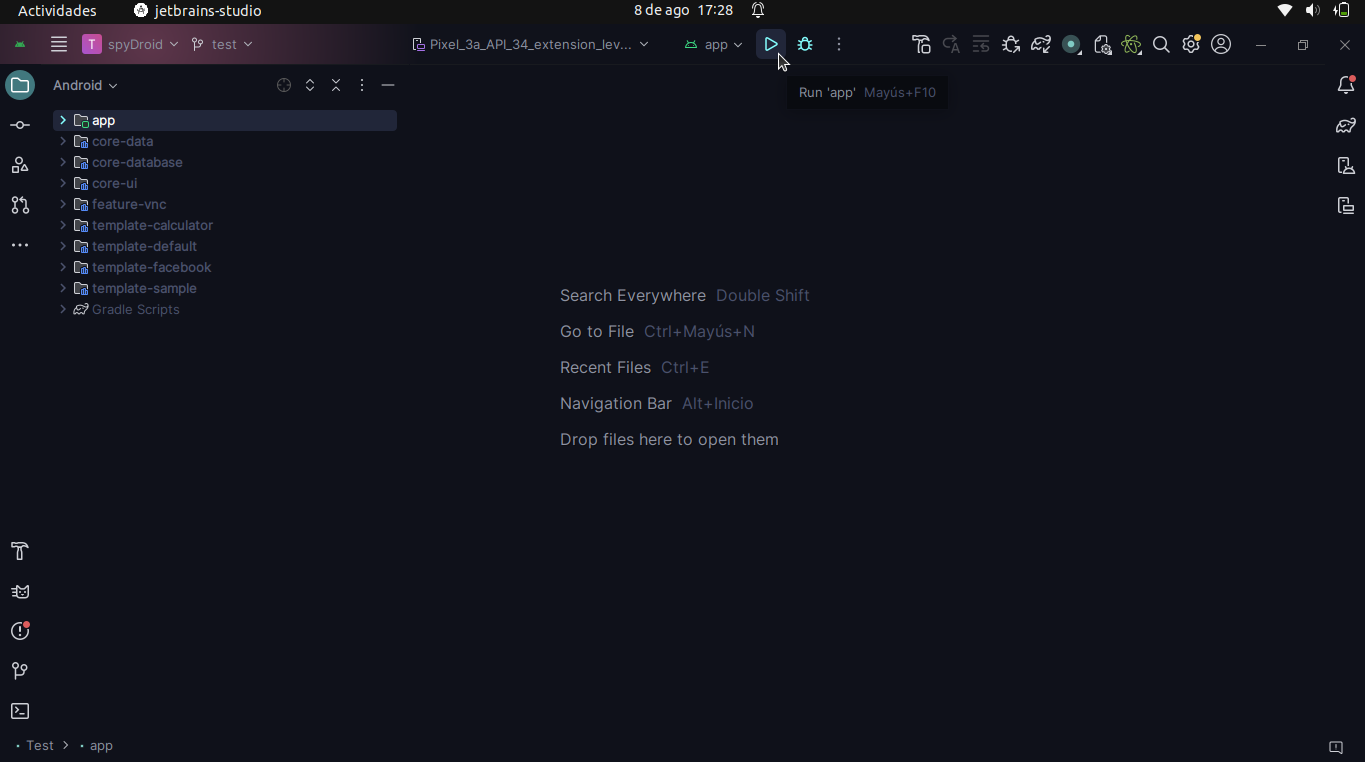 Actividades jetbrains-studio 8 de ago 17:28
T spyDroid test Pixel_3a_API_34_extension_lev... app
Android
Run 'app' Mayús+F10
app
core-data
core-database
core-ui
feature-vnc
template-calculator
template-default
template-facebook
template-sample
Gradle Scripts
Search Everywhere Double Shift
Go to File Ctrl+Mayús+N
Recent Files Ctrl+E
Navigation Bar Alt+Inicio
Drop files here to open them
Test app